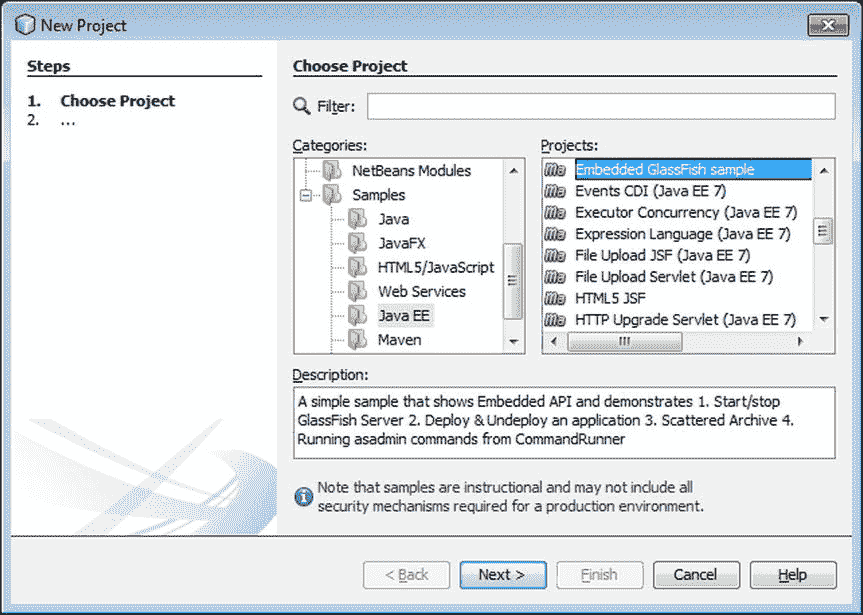 New Project
Steps
1. Choose Project
2. ...
Choose Project
Filter:
Categories:
NetBeans Modules
Samples
Java
JavaFX
HTML5/JavaScript
Web Services
Java EE
Maven
Projects:
Embedded GlassFish sample
Events CDI (Java EE 7)
Executor Concurrency (Java EE 7)
Expression Language (Java EE 7)
File Upload JSF (Java EE 7)
File Upload Servlet (Java EE 7)
HTML5 JSF
HTTP Upgrade Servlet (Java EE 7)
Description:
A simple sample that shows Embedded API and demonstrates 1. Start/stop
GlassFish Server 2. Deploy & Undeploy an application 3. Scattered Archive 4.
Running asadmin commands from CommandRunner
Note that samples are instructional and may not include all
security mechanisms required for a production environment.
< Back
Next >
Finish
Cancel
Help